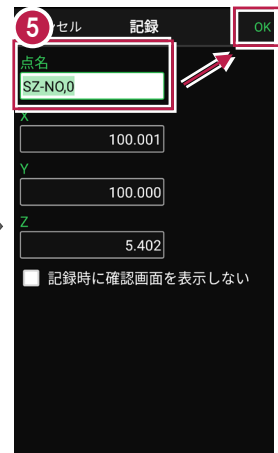 5 セル 記録 OK
点名
SZ-NO,0
X
100.001
Y
100.000
Z
5.402
記録時に確認画面を表示しない